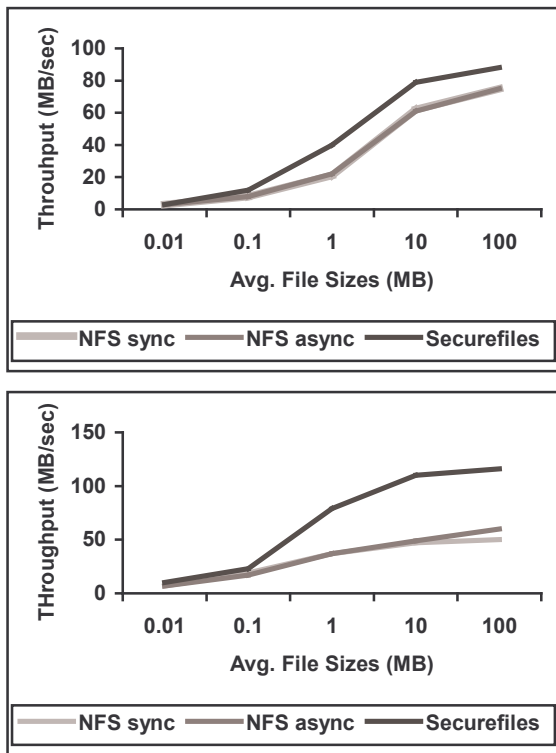 Throuhput (MB/sec)
100
80
60
40
20
0
0.01 0.1 1 10 100
Avg. File Sizes (MB)
NFS sync NFS async Securefiles
THroughput (MB/sec)
150
100
50
0
0.01 0.1 1 10 100
Avg. File Sizes (MB)
NFS sync NFS async Securefiles